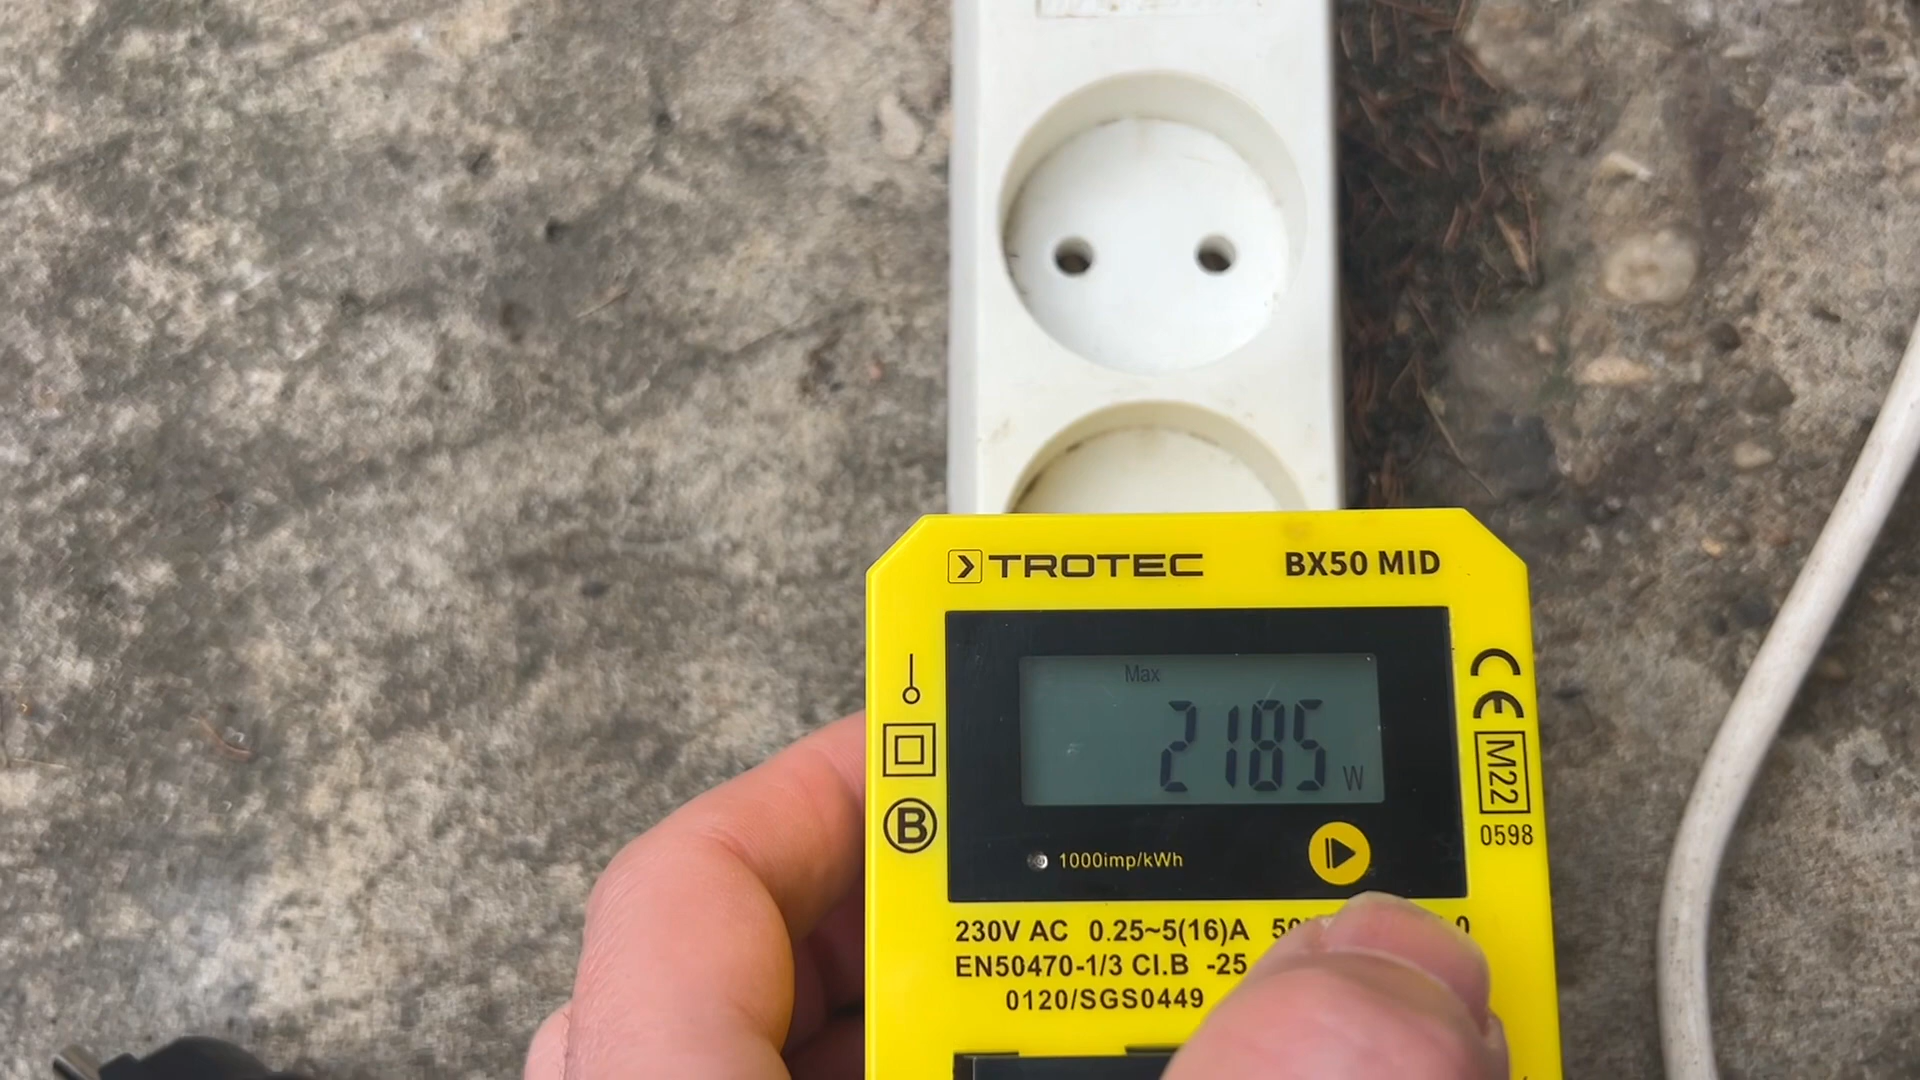 TROTEC BX50 MID
Max
2185 W
1000imp/kWh
B
CE
M22
0598
230V AC 0.25~5(16)A
EN50470-1/3 Cl.B -25
0120/SGS0449